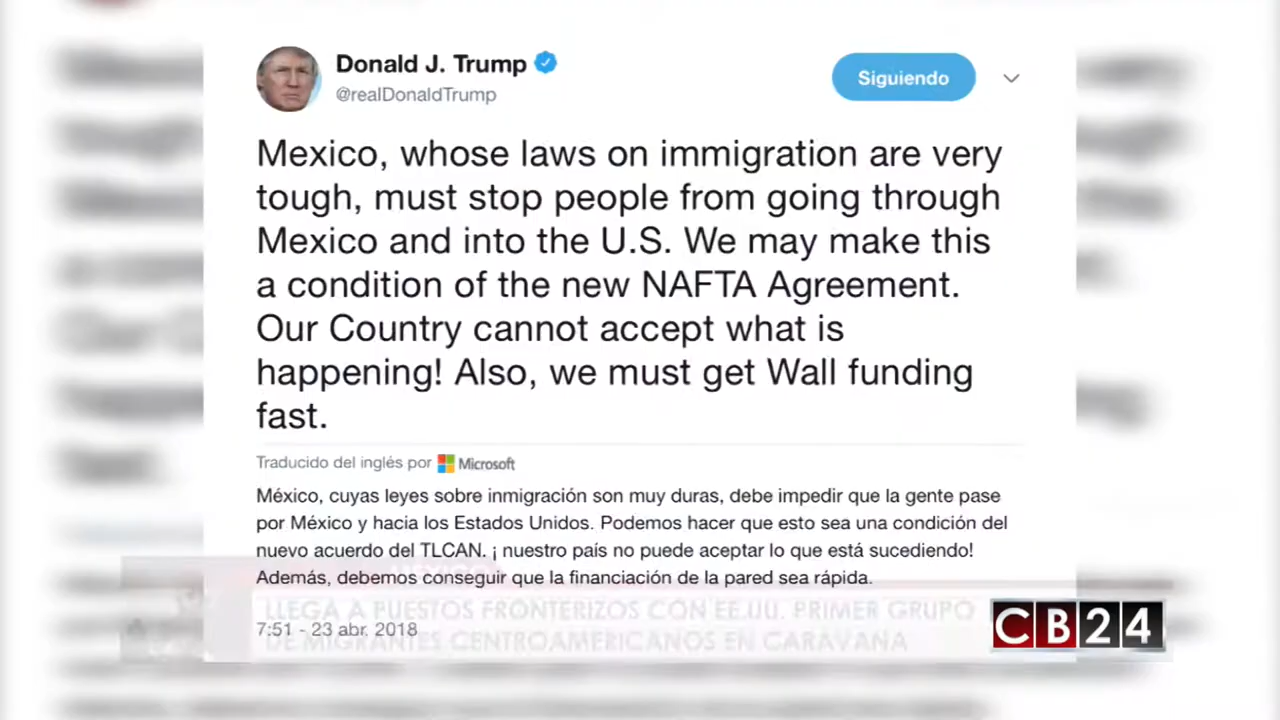 Donald J. Trump
@realDonaldTrump
Siguiendo
Mexico, whose laws on immigration are very
tough, must stop people from going through
Mexico and into the U.S. We may make this
a condition of the new NAFTA Agreement.
Our Country cannot accept what is
happening! Also, we must get Wall funding
fast.
Traducido del inglés por Microsoft
México, cuyas leyes sobre inmigración son muy duras, debe impedir que la gente pase
por México y hacia los Estados Unidos. Podemos hacer que esto sea una condición del
nuevo acuerdo del TLCAN. ¡ nuestro país no puede aceptar lo que está sucediendo!
Además, debemos conseguir que la financiación de la pared sea rápida.
MÉXICO
LLEGA A PUESTOS FRONTERIZOS CON EE.UU. PRIMER GRUPO
7:51 - 23 abr. 2018
DE MIGRANTES CENTROAMERICANOS EN CARAVANA
CB24